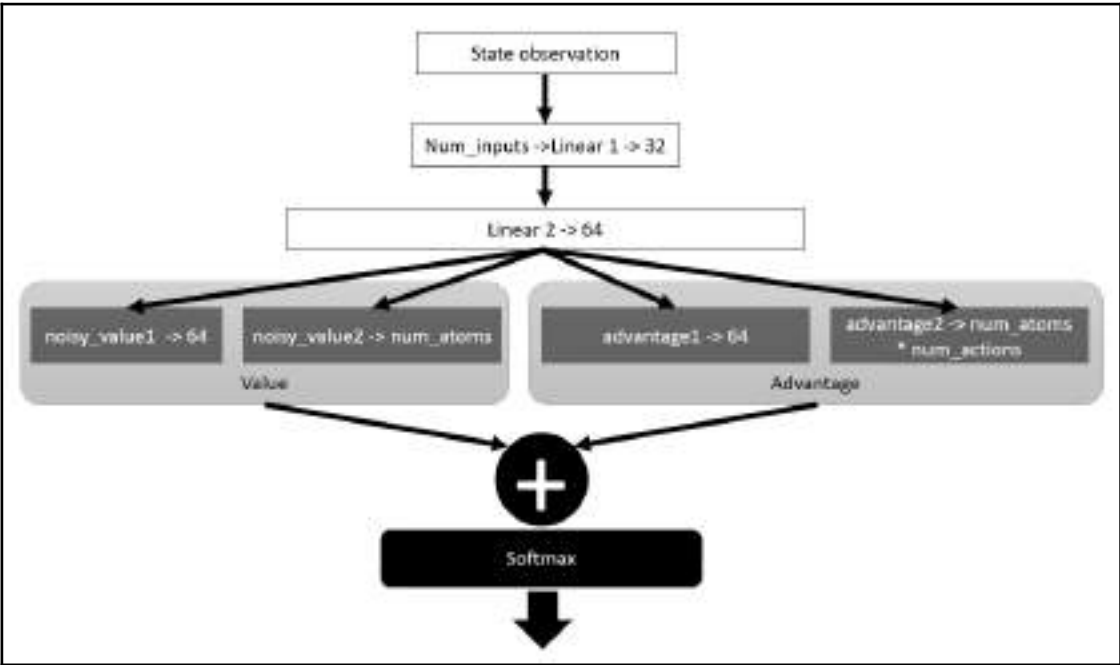 State observation
Num_inputs ->Linear 1 -> 32
Linear 2 -> 64
noisy_value1 -> 64
noisy_value2 -> num_atoms
advantage1 -> 64
advantage2 -> num_atoms
* num_actions
Value
Advantage
+
Softmax